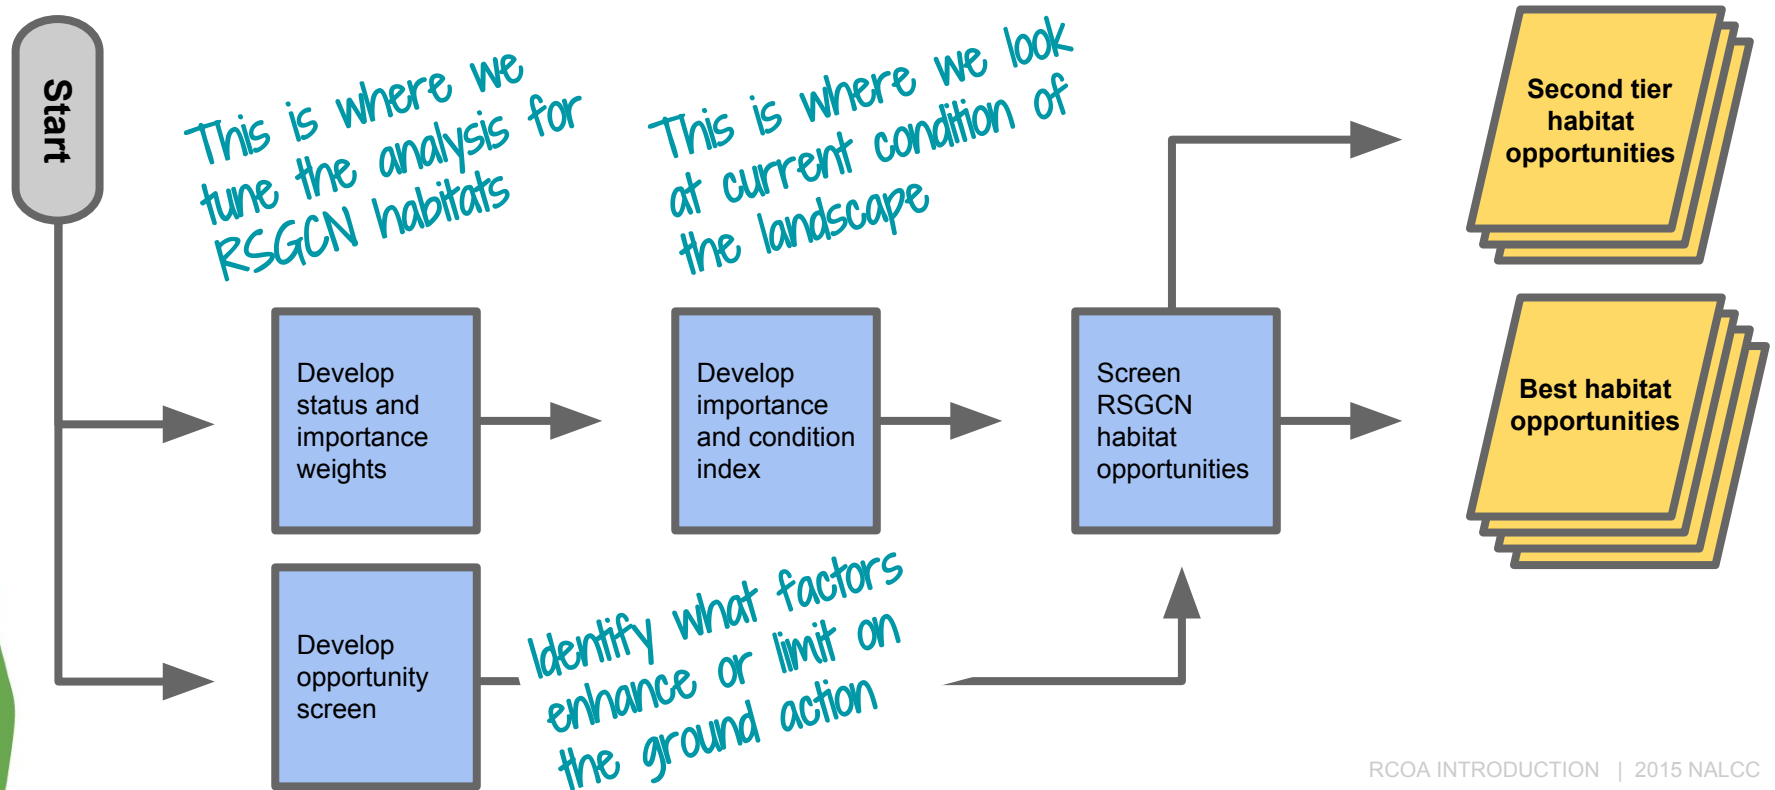 Start
This is where we
tune the analysis for
RSGCN habitats
This is where we look
at current condition of
the landscape
Second tier
habitat
opportunities
Develop
status and
importance
weights
Develop
importance
and condition
index
Screen
RSGCN
habitat
opportunities
Best habitat
opportunities
Develop
opportunity
screen
Identify what factors
enhance or limit on
the ground action
RCOA INTRODUCTION | 2015 NALCC